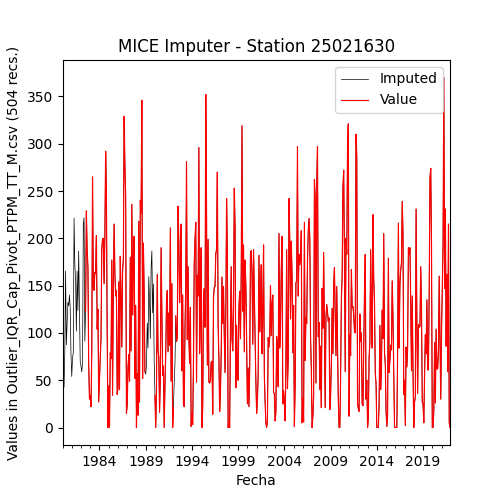 MICE Imputer - Station 25021630
Values in Outlier_IQR_Cap_Pivot_PTPM_TT_M.csv (504 recs.)
Imputed
Value
350
300
250
200
150
100
50
0
1984 1989 1994 1999 2004 2009 2014 2019
Fecha